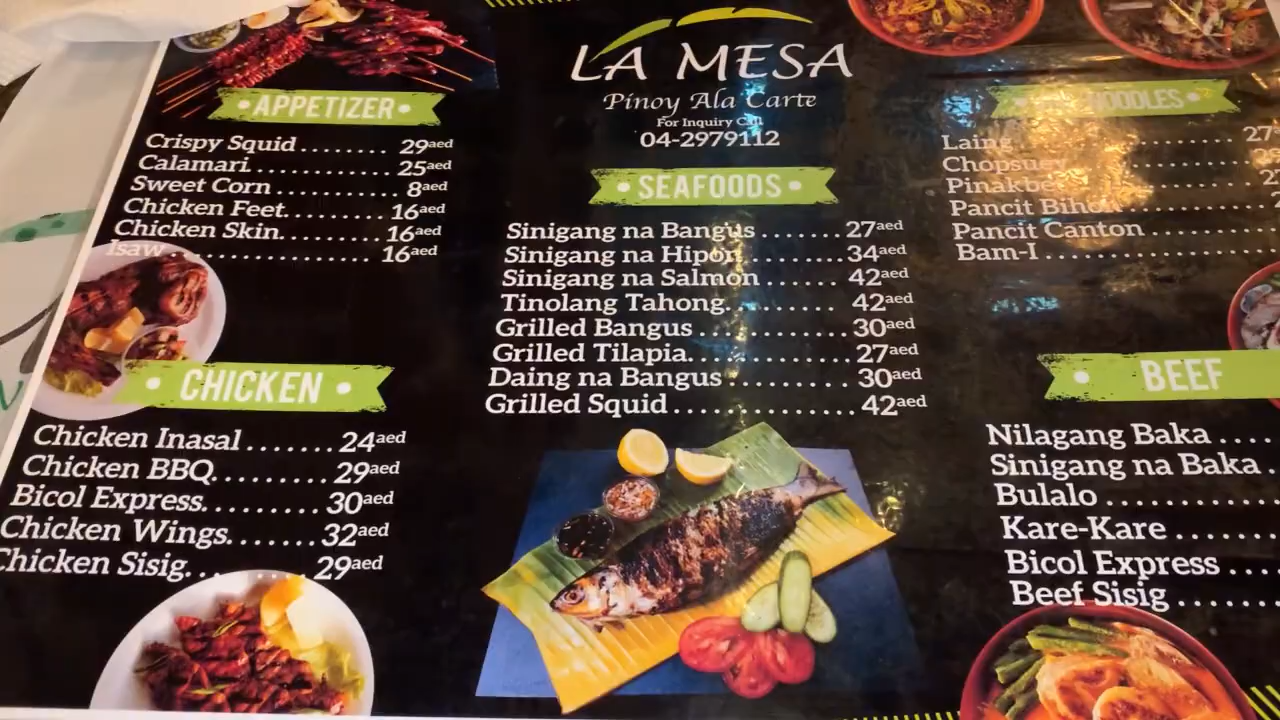 APPETIZER
Crispy Squid ........ 29aed
Calamari.............. 25aed
Sweet Corn ............ 8aed
Chicken Feet......... 16aed
Chicken Skin......... 16aed
Isaw .................. 16aed
CHICKEN
Chicken Inasal ....... 24aed
Chicken BBQ......... 29aed
Bicol Express......... 30aed
Chicken Wings...... 32aed
Chicken Sisig... 29aed
LA MESA
Pinoy Ala Carte
For Inquiry Call
04-2979112
SEAFOODS
Sinigang na Bangus ....... 27aed
Sinigang na Hipon ........ 34aed
Sinigang na Salmon ...... 42aed
Tinolang Tahong.......... 42aed
Grilled Bangus ............ 30aed
Grilled Tilapia............ 27aed
Daing na Bangus .......... 30aed
Grilled Squid .............. 42aed
NOODLES
Laing 27
Chopsuey
Pancit Bihon
Pancit Canton ..........
Bam-I ..................
BEEF
Nilagang Baka ....
Sinigang na Baka .
Bulalo ...........
Kare-Kare .......
Bicol Express ....
Beef Sisig .......